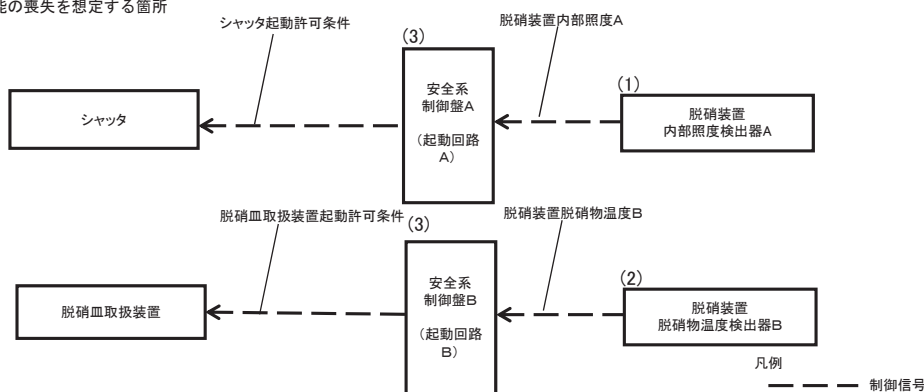 能の喪失を想定する箇所
シャッタ起動許可条件
(3)
脱硝装置内部照度A
(1)
シャッタ
安全系
制御盤A
(起動回路
A)
脱硝装置
内部照度検出器A
脱硝皿取扱装置起動許可条件
(3)
脱硝装置脱硝物温度B
(2)
脱硝皿取扱装置
安全系
制御盤B
(起動回路
B)
脱硝装置
脱硝物温度検出器B
凡例
制御信号